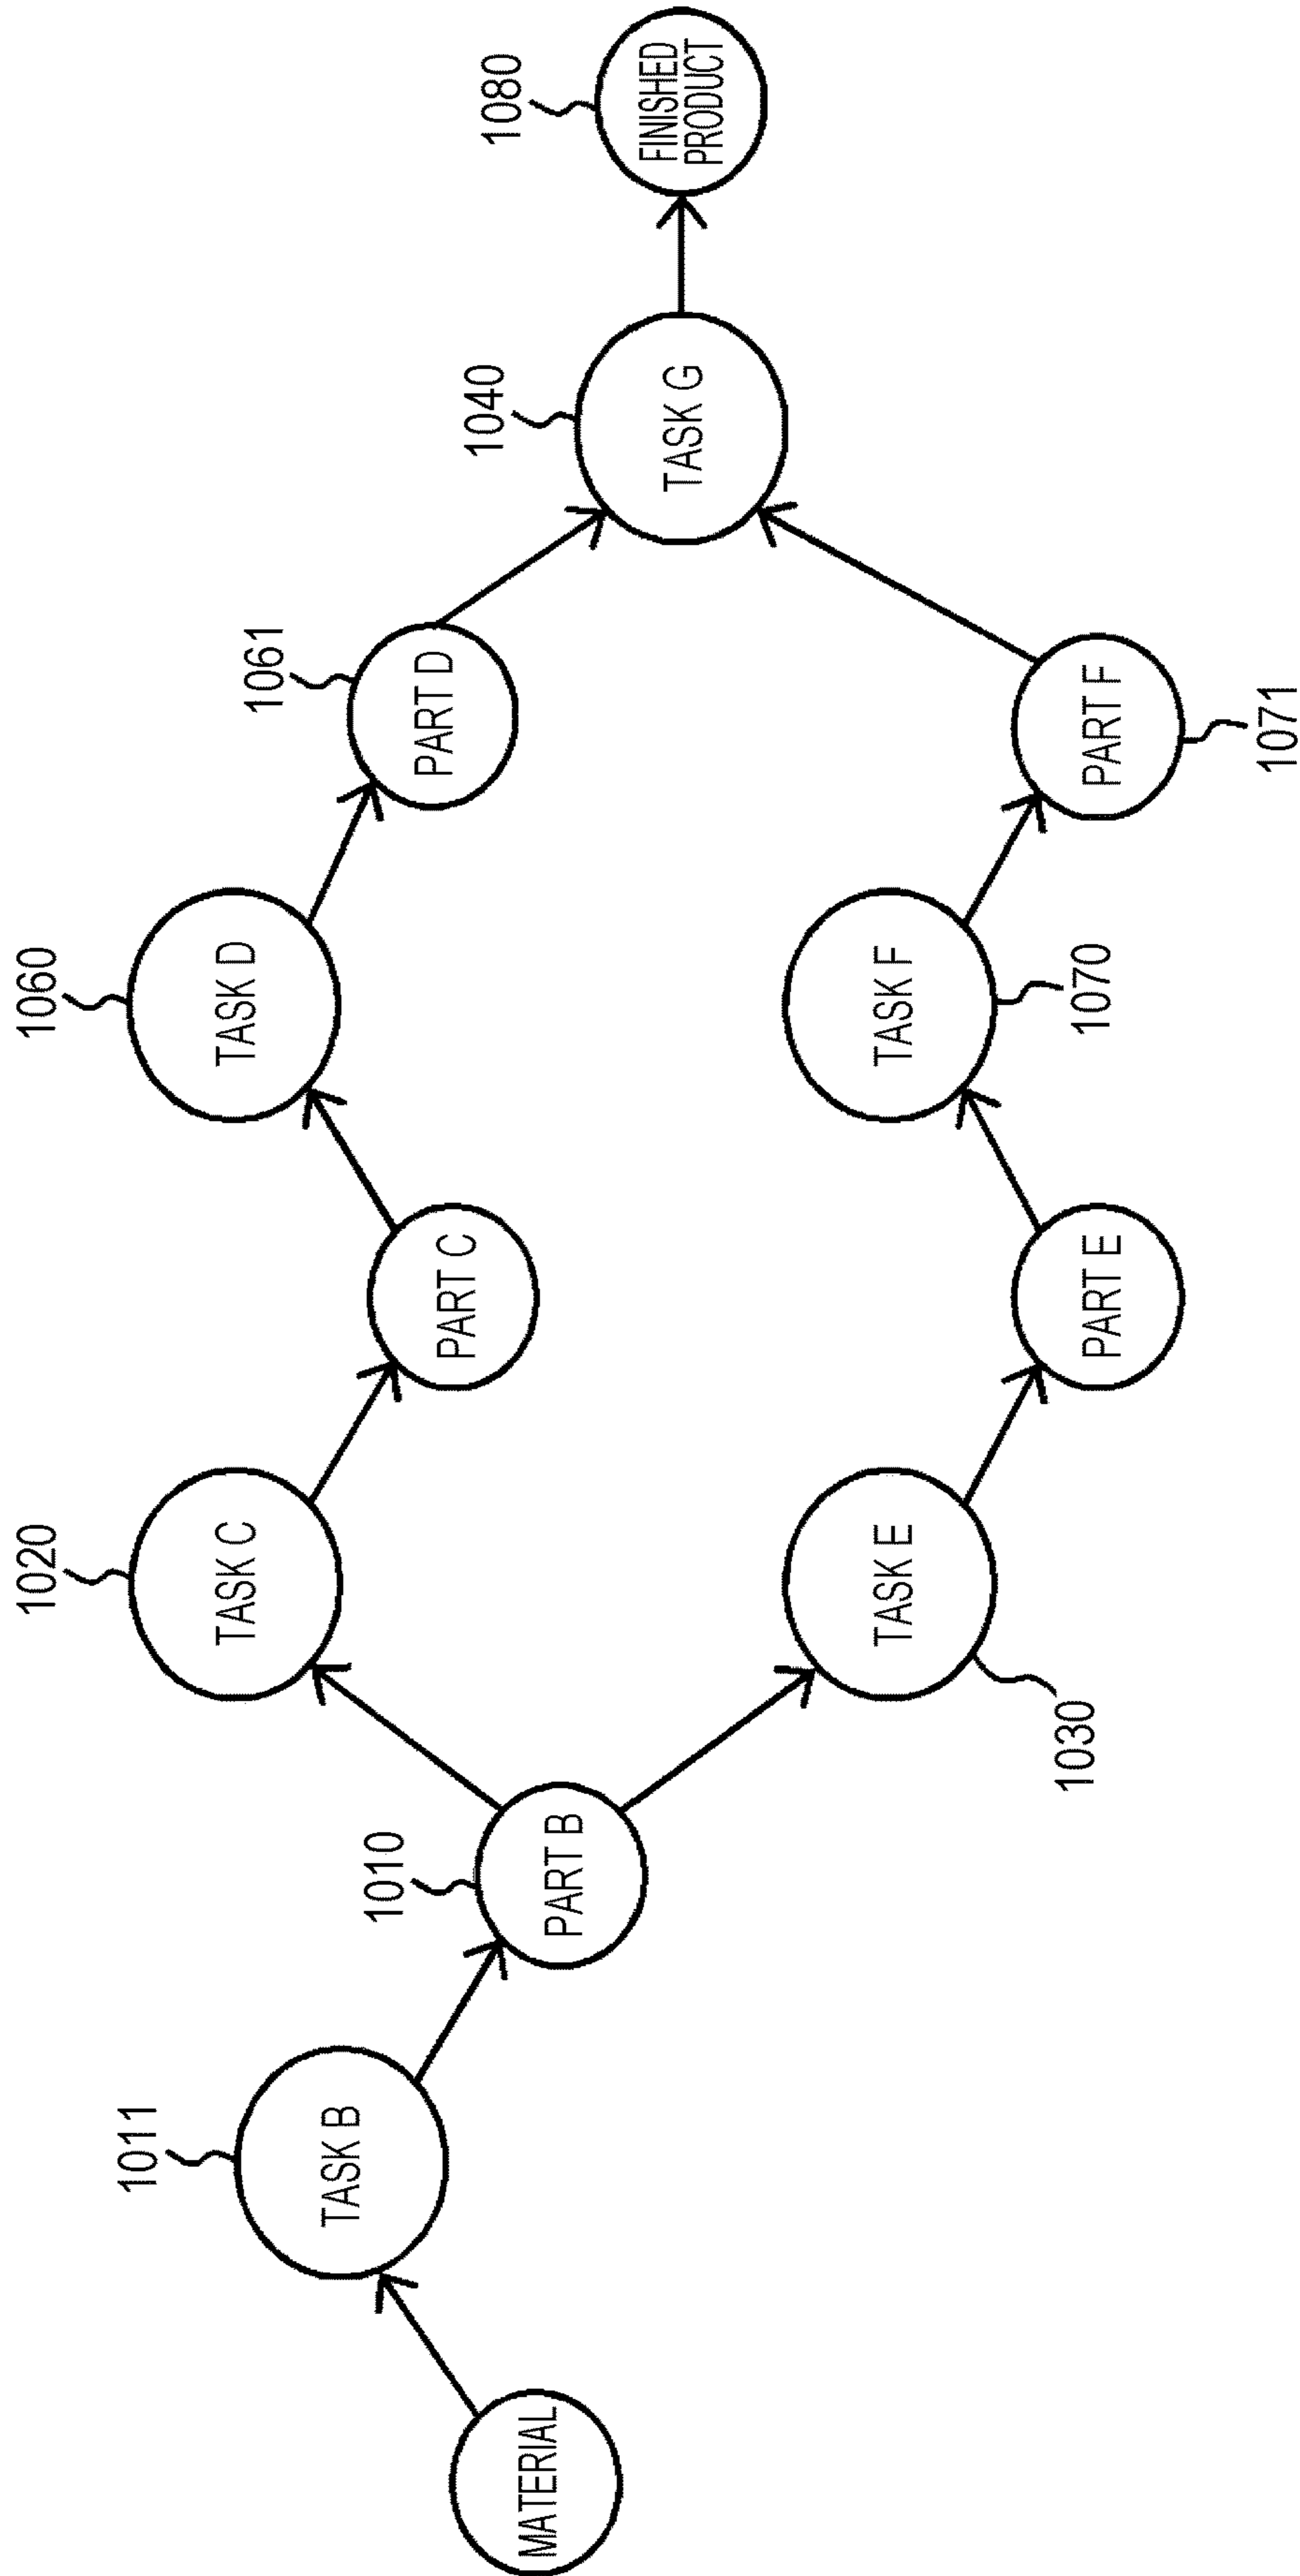 1020
1060
1011
TASK C
TASK D
1061
TASK B
1010
PART D
PART C
1040
1080
MATERIAL
PART B
TASK G
FINISHED
PRODUCT
TASK E
TASK F
1030
1070
PART E
PART F
1071